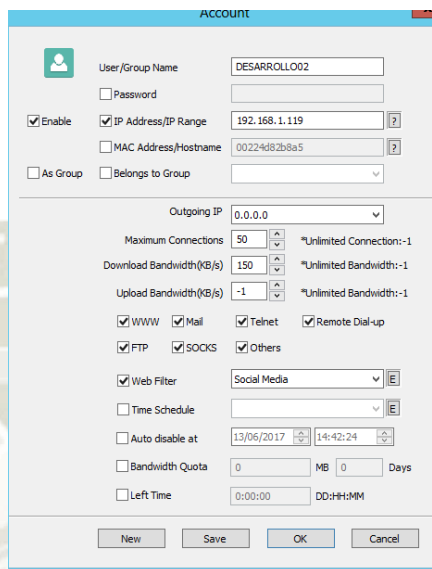 Account
User/Group Name DESARROLLO02
Password
Enable IP Address/IP Range 192.168.1.119 ?
MAC Address/Hostname 00224d82b8a5 ?
As Group Belongs to Group
Outgoing IP 0.0.0.0
Maximum Connections 50 *Unlimited Connection:-1
Download Bandwidth(KB/s) 150 *Unlimited Bandwidth:-1
Upload Bandwidth(KB/s) -1 *Unlimited Bandwidth:-1
WWW Mail Telnet Remote Dial-up
FTP SOCKS Others
Web Filter Social Media E
Time Schedule E
Auto disable at 13/06/2017 14:42:24
Bandwidth Quota 0 MB 0 Days
Left Time 0:00:00 DD:HH:MM
New Save OK Cancel